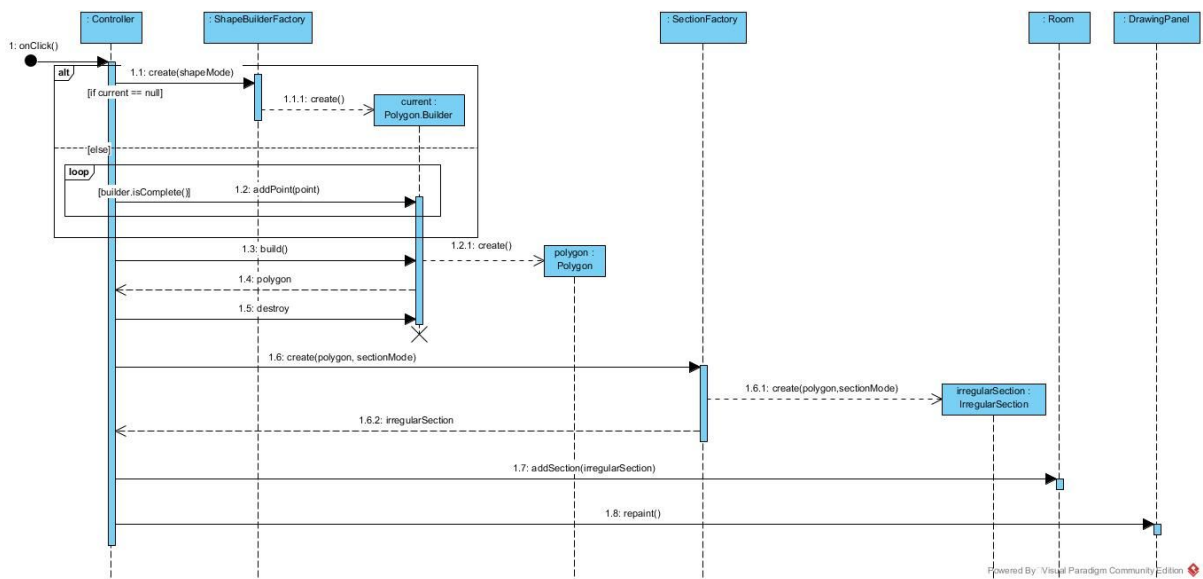 : Controller
: ShapeBuilderFactory
: SectionFactory
: Room
: DrawingPanel
1: onClick()
alt
1.1: create(shapeMode)
[if current == null]
1.1.1: create()
current :
Polygon.Builder
[else]
loop
[builder.isComplete()]
1.2: addPoint(point)
1.3: build()
1.2.1: create()
polygon :
Polygon
1.4: polygon
1.5: destroy
1.6: create(polygon, sectionMode)
1.6.1: create(polygon,sectionMode)
irregularSection :
IrregularSection
1.6.2: irregularSection
1.7: addSection(irregularSection)
1.8: repaint()
Powered By Visual Paradigm Community Edition